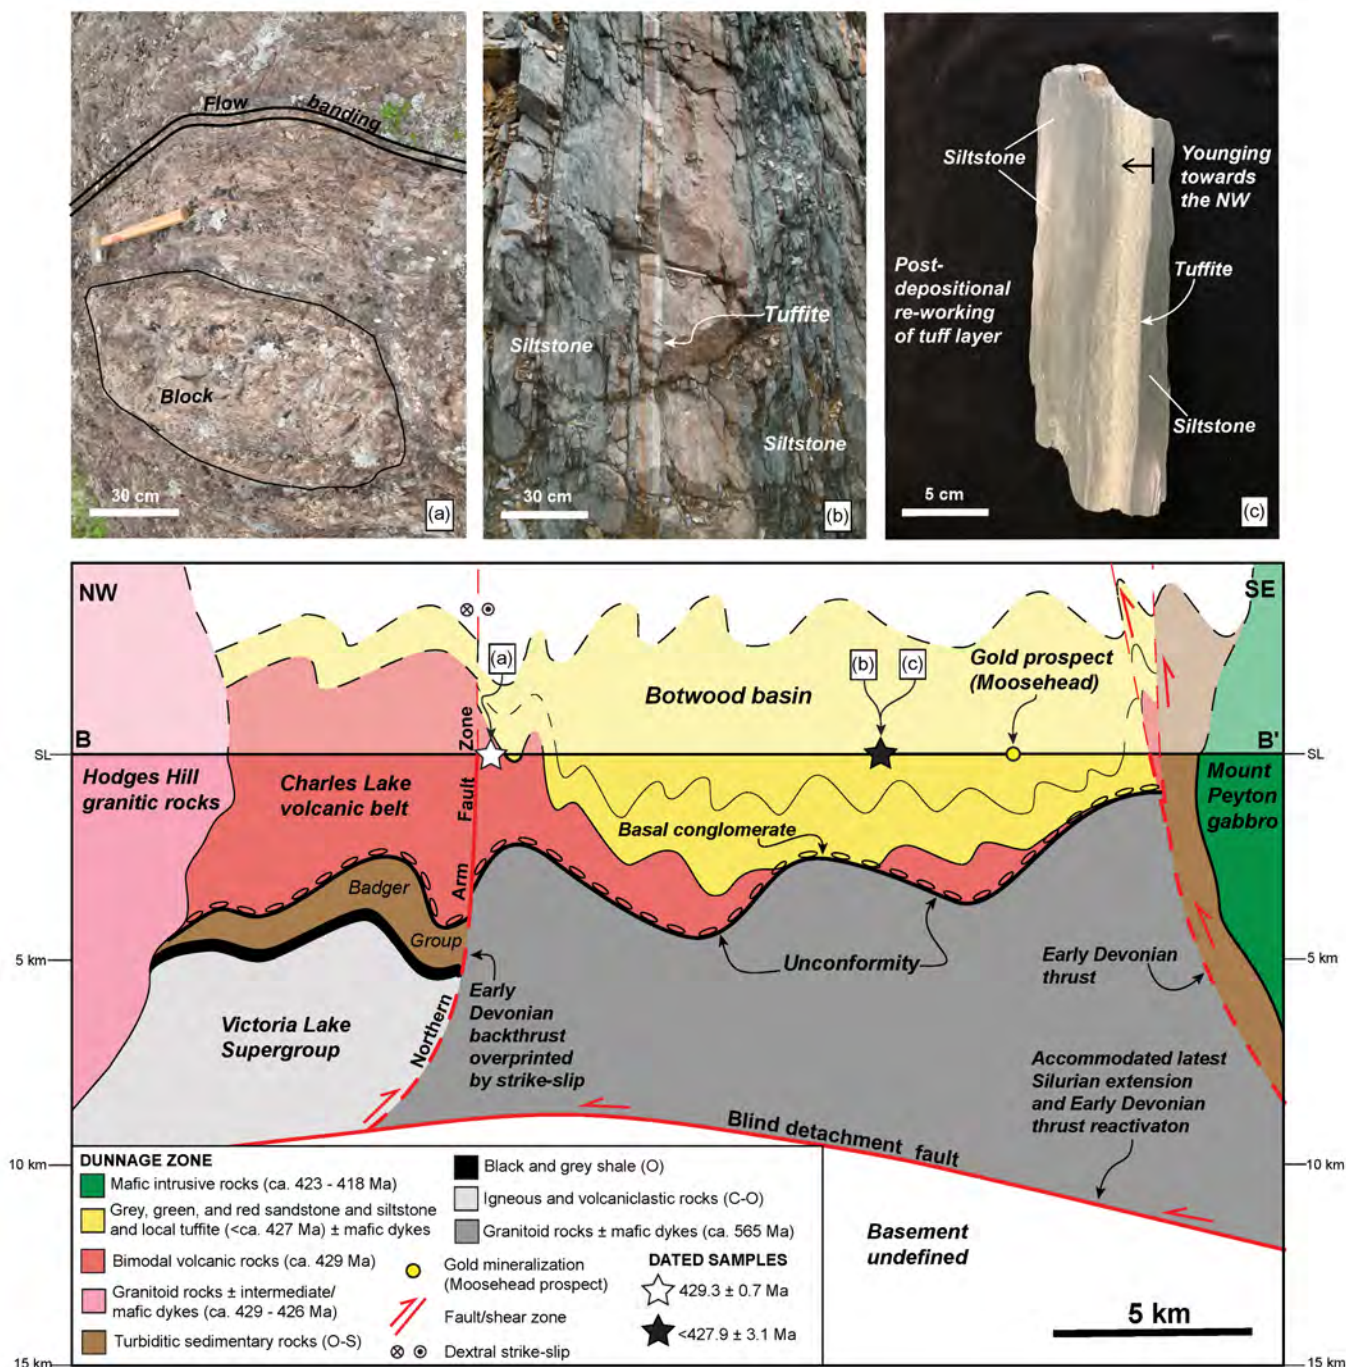 Flow banding
Block
30 cm
(a)
Tuffite
Siltstone
Siltstone
30 cm
(b)
Siltstone
Younging
towards
the NW
Post-
depositional
re-working
of tuff layer
Tuffite
Siltstone
5 cm
(c)
NW
SE
(a)
(b)
(c)
Gold prospect
(Moosehead)
Botwood basin
B
B'
SL
SL
Hodges Hill
granitic rocks
Charles Lake
volcanic belt
Northern Arm Fault Zone
Mount
Peyton
gabbro
Basal conglomerate
Badger
Group
Unconformity
5 km
5 km
Early Devonian
thrust
Victoria Lake
Supergroup
Early
Devonian
backthrust
overprinted
by strike-slip
Accommodated latest
Silurian extension
and Early Devonian
thrust reactivaton
Blind detachment fault
10 km
10 km
Basement
undefined
5 km
15 km
15 km
DUNNAGE ZONE
Mafic intrusive rocks (ca. 423 - 418 Ma)
Grey, green, and red sandstone and siltstone
and local tuffite (<ca. 427 Ma) ± mafic dykes
Bimodal volcanic rocks (ca. 429 Ma)
Granitoid rocks ± intermediate/
mafic dykes (ca. 429 - 426 Ma)
Turbiditic sedimentary rocks (O-S)
Black and grey shale (O)
Igneous and volcaniclastic rocks (C-O)
Granitoid rocks ± mafic dykes (ca. 565 Ma)
Gold mineralization
(Moosehead prospect)
Fault/shear zone
Dextral strike-slip
DATED SAMPLES
429.3 ± 0.7 Ma
<427.9 ± 3.1 Ma